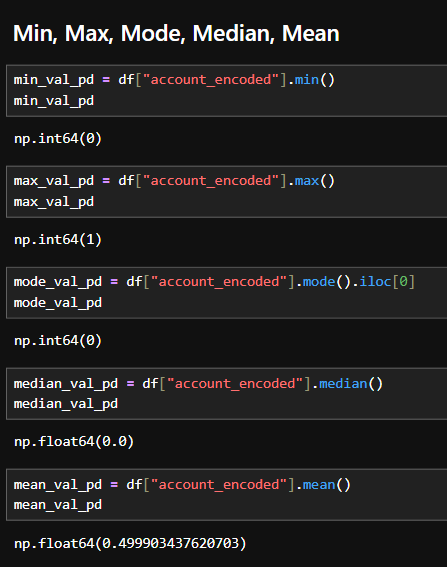 Min, Max, Mode, Median, Mean
min_val_pd = df["account_encoded"].min()
min_val_pd
np.int64(0)
max_val_pd = df["account_encoded"].max()
max_val_pd
np.int64(1)
mode_val_pd = df["account_encoded"].mode().iloc[0]
mode_val_pd
np.int64(0)
median_val_pd = df["account_encoded"].median()
median_val_pd
np.float64(0.0)
mean_val_pd = df["account_encoded"].mean()
mean_val_pd
np.float64(0.499903437620703)